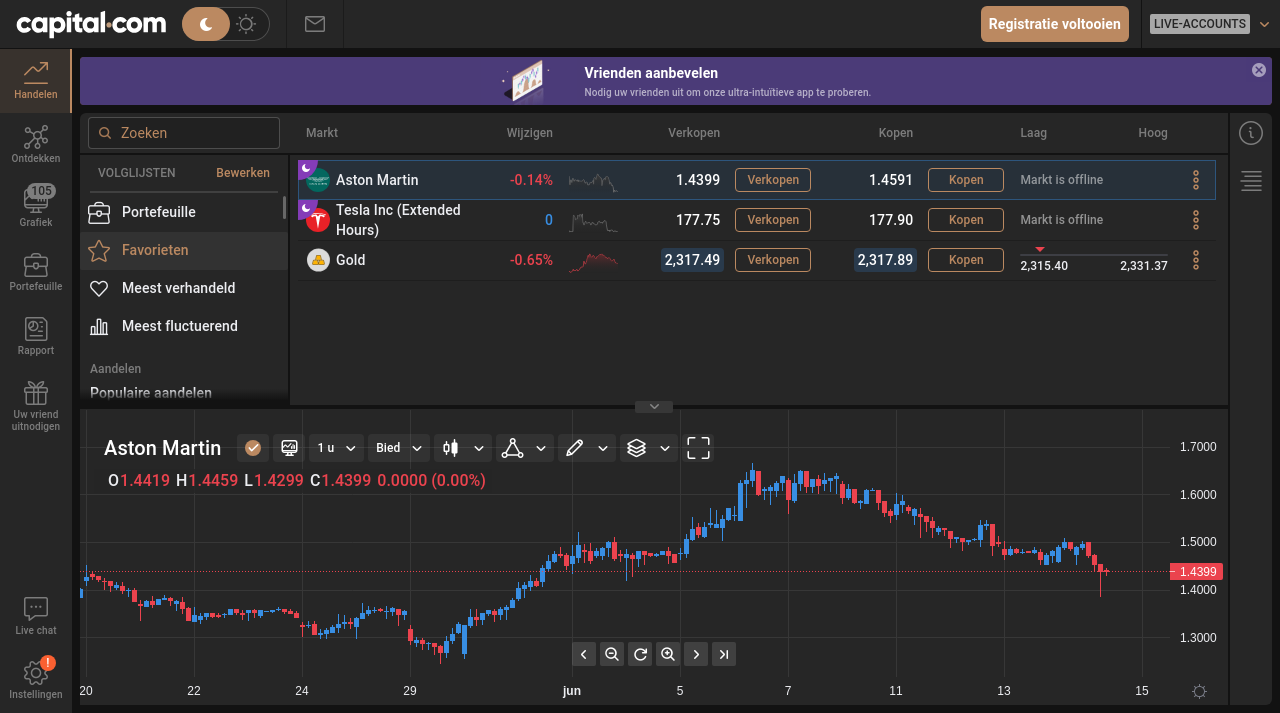 capital.com
Registratie voltooien
LIVE-ACCOUNTS
Handelen
Ontdekken
105
Grafiek
Portefeuille
Rapport
Uw vriend
uitnodigen
Live chat
!
Instellingen
Vrienden aanbevelen
Nodig uw vrienden uit om onze ultra-intuïtieve app te proberen.
Zoeken
VOLGLIJSTEN Bewerken
Portefeuille
Favorieten
Meest verhandeld
Meest fluctuerend
Aandelen
Populaire aandelen
Markt Wijzigen Verkopen Kopen Laag Hoog
Aston Martin -0.14% 1.4399 Verkopen 1.4591 Kopen Markt is offline
Tesla Inc (Extended
Hours) 0 177.75 Verkopen 177.90 Kopen Markt is offline
Gold -0.65% 2,317.49 Verkopen 2,317.89 Kopen 2,315.40 2,331.37
Aston Martin 1 u Bied
O1.4419 H1.4459 L1.4299 C1.4399 0.0000 (0.00%)
1.7000
1.6000
1.5000
1.4399
1.4000
1.3000
20 22 24 29 jun 5 7 11 13 15